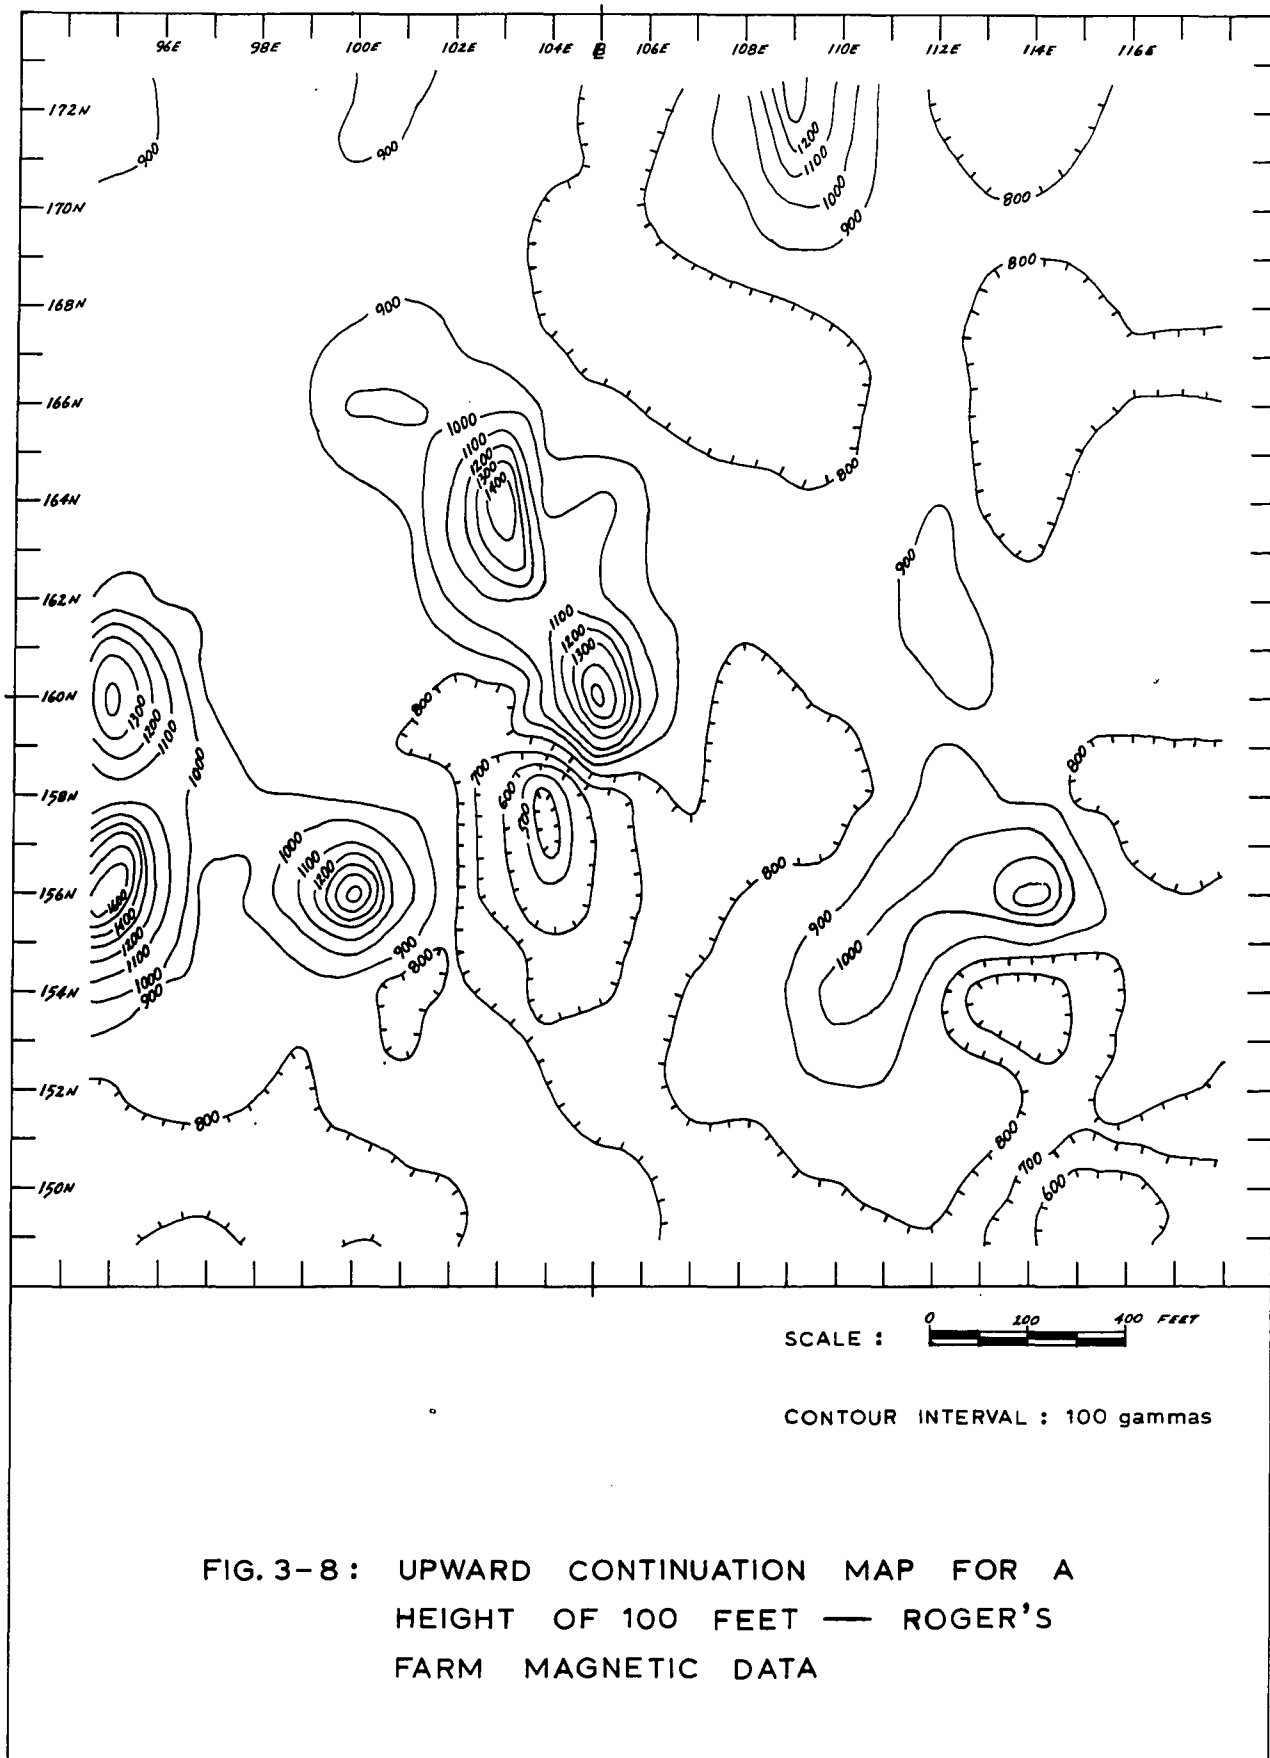 96E 98E 100E 102E 104E B 106E 108E 110E 112E 114E 116E
172N
900
900
1200
1100
1000
900
800
170N
800
168N
900
166N
1000
1100
1200
1300
1400
800
164N
900
162N
1100
1200
1300
160N
800
1300
1200
1100
1000
700
600
500
800
158N
1000
1100
1200
800
156N
1600
1400
1200
1100
1000
900
900
800
900
1000
154N
152N
800
800
700
600
150N
0 200 400 FEET
SCALE :
CONTOUR INTERVAL : 100 gammas
FIG. 3-8 : UPWARD CONTINUATION MAP FOR A
HEIGHT OF 100 FEET — ROGER'S
FARM MAGNETIC DATA